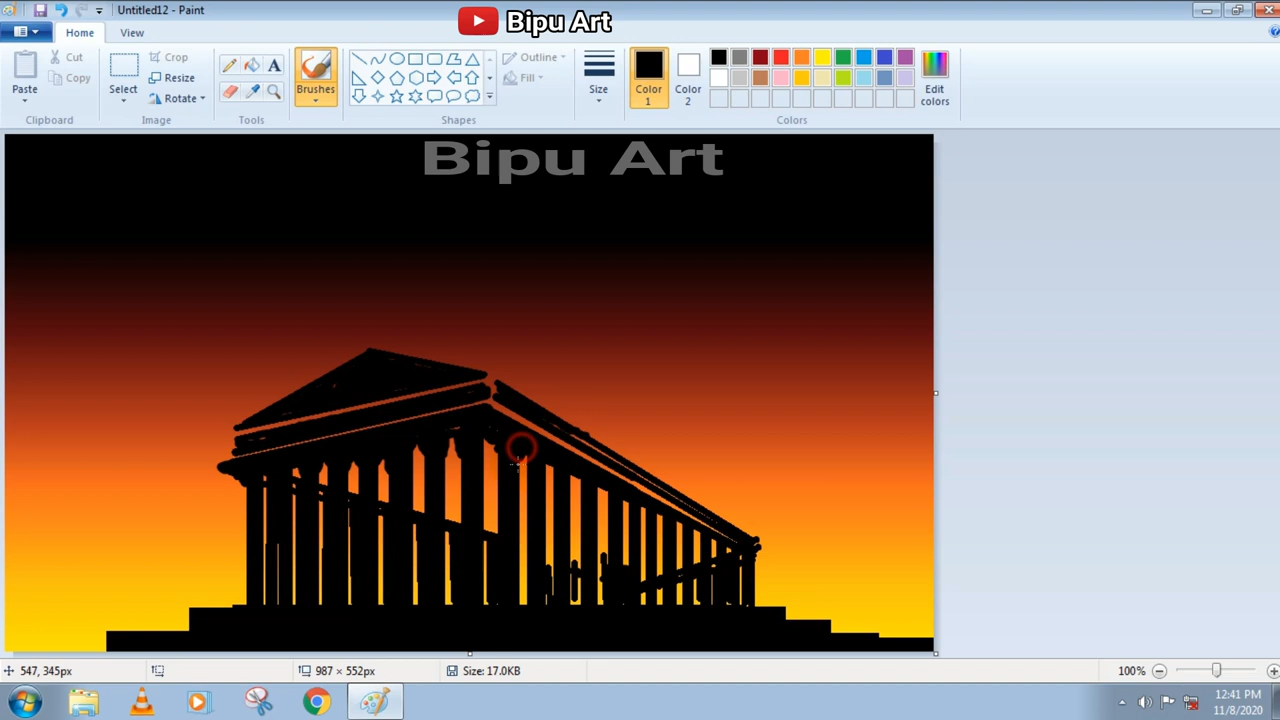 Untitled12 - Paint
Bipu Art
Home View
Paste
Cut
Copy
Clipboard
Select
Crop
Resize
Rotate
Image
Tools
Brushes
Shapes
Outline
Fill
Size
Color 1
Color 2
Edit colors
Colors
Bipu Art
547, 345px
987 × 552px
Size: 17.0KB
100%
12:41 PM
11/8/2020